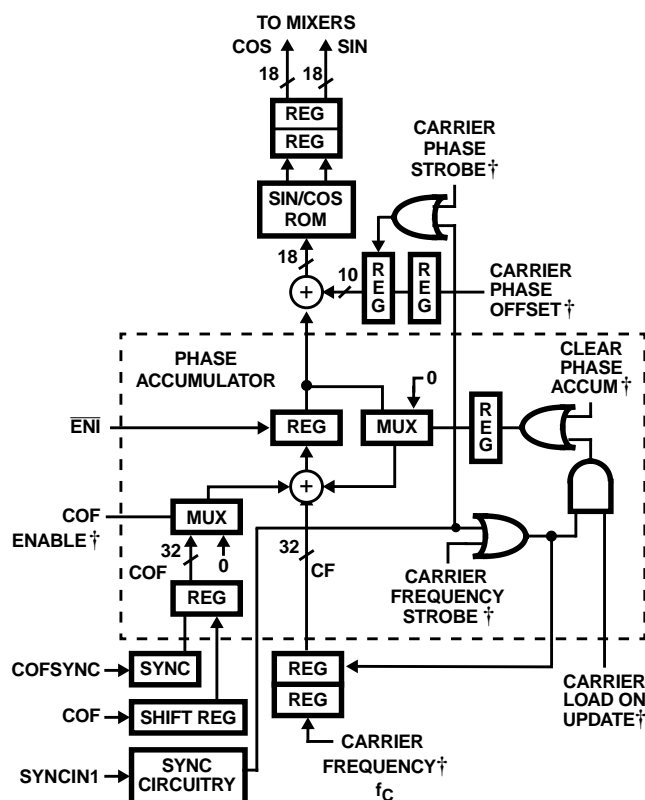 TO MIXERS
COS SIN
18 18
REG
REG
CARRIER
PHASE
STROBE†
SIN/COS
ROM
18
10
+
REG
REG
CARRIER
PHASE
OFFSET†
PHASE
ACCUMULATOR
0
CLEAR
PHASE
ACCUM†
ENI
REG
MUX
REG
+
COF
ENABLE†
MUX
32
COF
0
32
CF
CARRIER
FREQUENCY
STROBE†
REG
COFSYNC
SYNC
REG
REG
CARRIER
LOAD ON
UPDATE†
COF
SHIFT REG
SYNCIN1
SYNC
CIRCUITRY
CARRIER
FREQUENCY†
fC